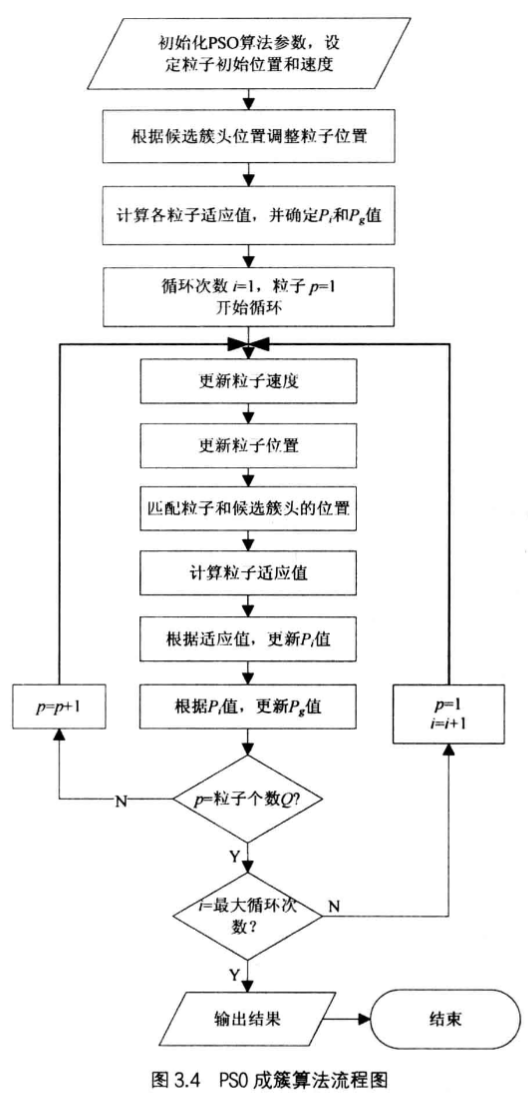 初始化PSO算法参数，设
定粒子初始位置和速度
根据候选簇头位置调整粒子位置
计算各粒子适应值，并确定Pi和Pg值
循环次数 i=1，粒子 p=1
开始循环
更新粒子速度
更新粒子位置
匹配粒子和候选簇头的位置
计算粒子适应值
根据适应值，更新Pi值
根据Pi值，更新Pg值
p=p+1
p=1
i=i+1
p=粒子个数Q?
N
Y
i=最大循环次
数？
N
Y
输出结果
结束
图 3.4 PSO 成簇算法流程图